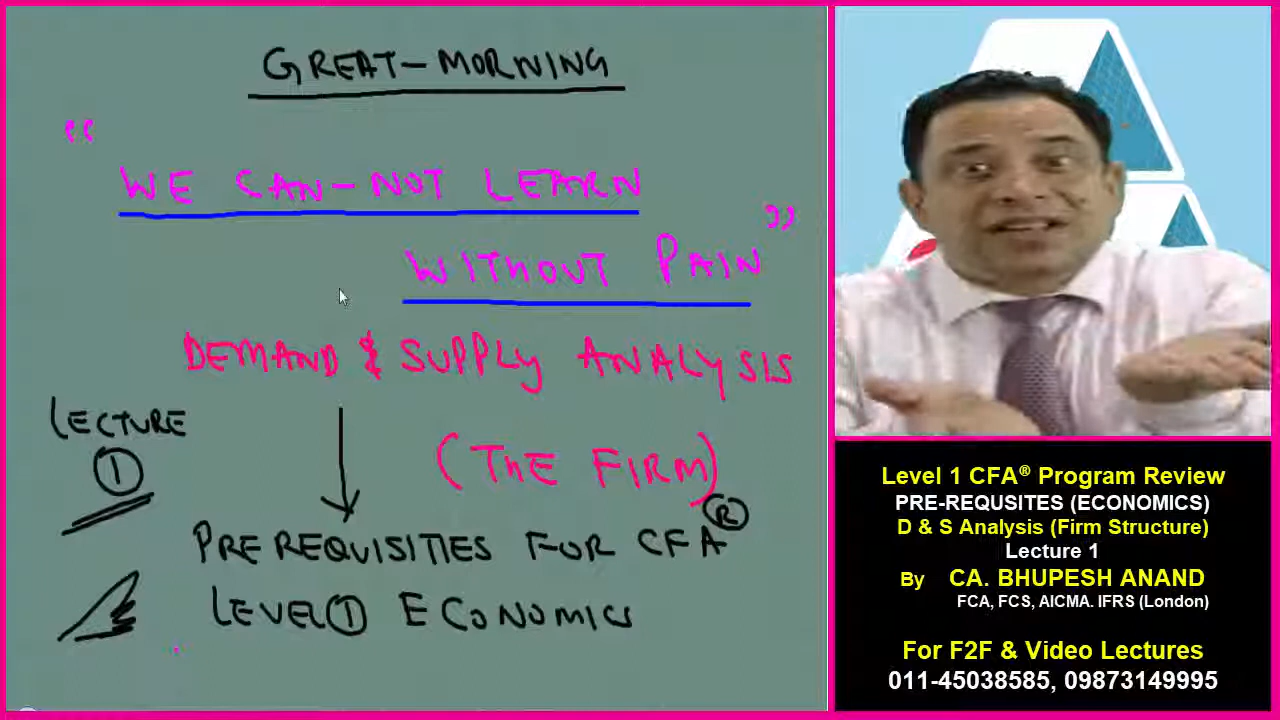 GREAT-MORNING
"WE CAN-NOT LEARN
WITHOUT PAIN"
DEMAND & SUPPLY ANALYSIS
(THE FIRM)
LECTURE
1
PREREQUISITIES FOR CFA®
LEVEL 1 ECONOMICS
Level 1 CFA® Program Review
PRE-REQUSITES (ECONOMICS)
D & S Analysis (Firm Structure)
Lecture 1
By CA. BHUPESH ANAND
FCA, FCS, AICMA. IFRS (London)
For F2F & Video Lectures
011-45038585, 09873149995